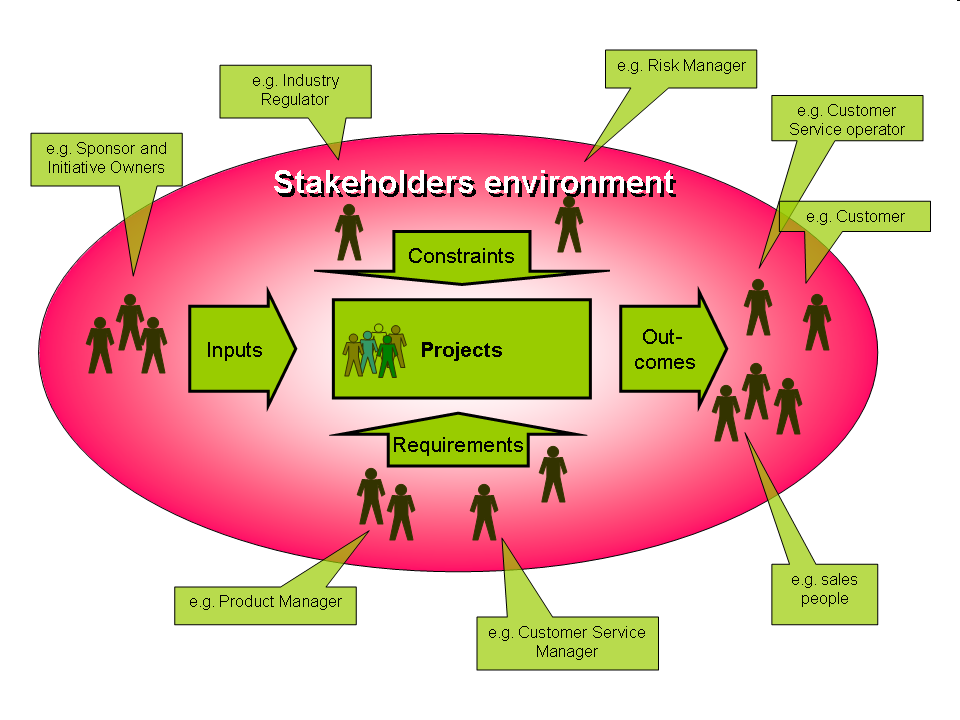 e.g. Risk Manager
e.g. Industry
Regulator
e.g. Customer
Service operator
e.g. Sponsor and
Initiative Owners
Stakeholders environment
e.g. Customer
Constraints
Inputs
Projects
Out-
comes
Requirements
e.g. Product Manager
e.g. Customer Service
Manager
e.g. sales
people